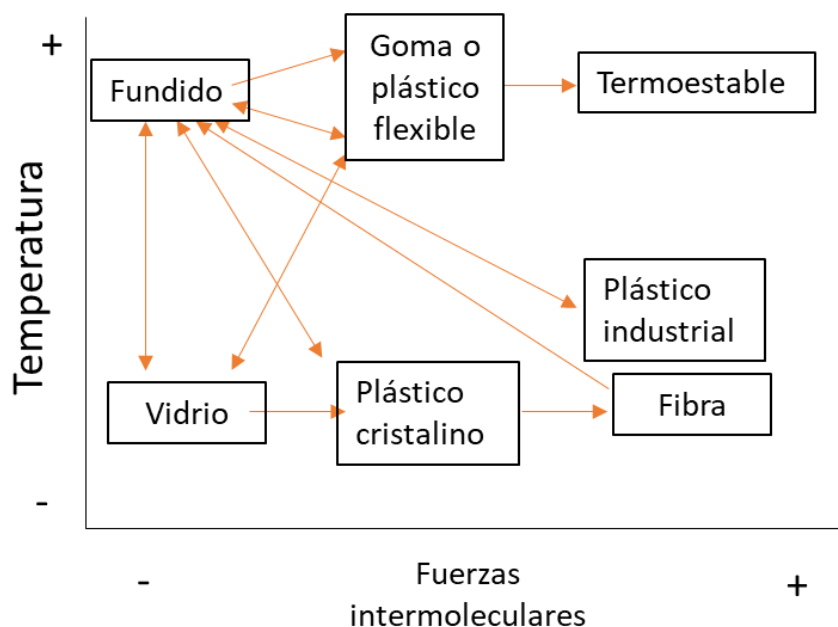 +
Fundido
Goma o
plástico
flexible
Termoestable
Temperatura
Plástico
industrial
Vidrio
Plástico
cristalino
Fibra
-
-
Fuerzas
intermoleculares
+